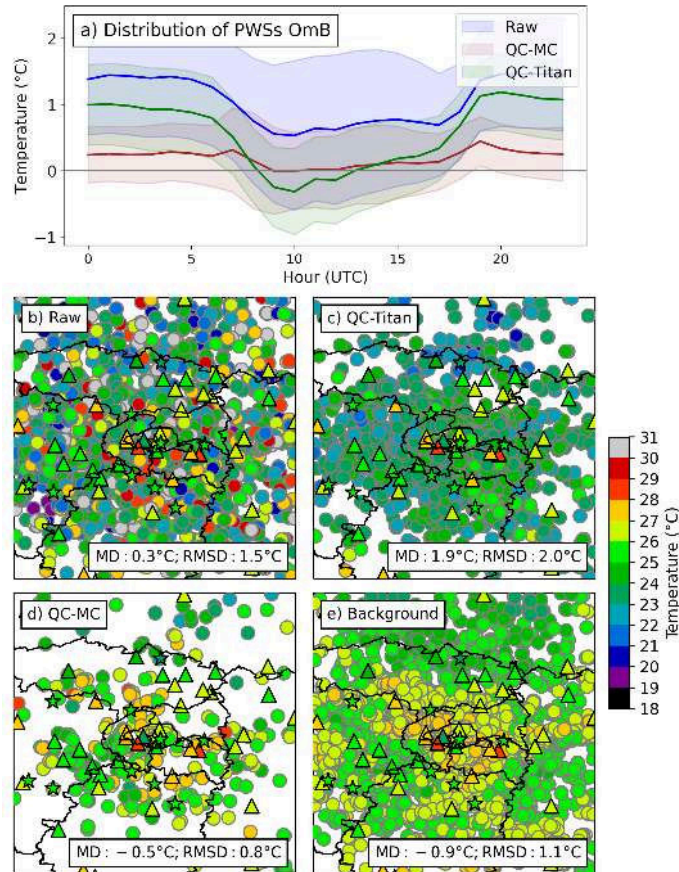 a) Distribution of PWSs OmB
Raw
QC-MC
QC-Titan
Temperature (°C)
2
1
0
−1
0
5
10
15
20
Hour (UTC)
b) Raw
MD : 0.3°C; RMSD : 1.5°C
c) QC-Titan
MD : 1.9°C; RMSD : 2.0°C
d) QC-MC
MD : −0.5°C; RMSD : 0.8°C
e) Background
MD : −0.9°C; RMSD : 1.1°C
31
30
29
28
27
26
25
24
23
22
21
20
19
18
Temperature (°C)